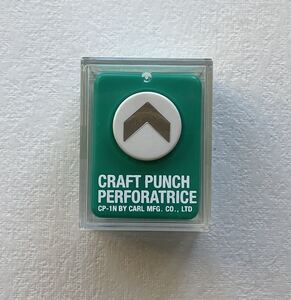 CRAFT PUNCH
PERFORATRICE
CP-1N BY CARL MFG. CO., LTD